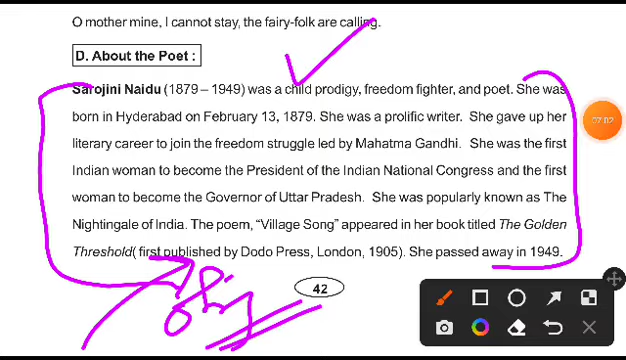 O mother mine, I cannot stay, the fairy-folk are calling.
D. About the Poet :
Sarojini Naidu (1879 – 1949) was a child prodigy, freedom fighter, and poet. She was
born in Hyderabad on February 13, 1879. She was a prolific writer. She gave up her
literary career to join the freedom struggle led by Mahatma Gandhi. She was the first
Indian woman to become the President of the Indian National Congress and the first
woman to become the Governor of Uttar Pradesh. She was popularly known as The
Nightingale of India. The poem, “Village Song” appeared in her book titled The Golden
Threshold( first published by Dodo Press, London, 1905). She passed away in 1949.
42